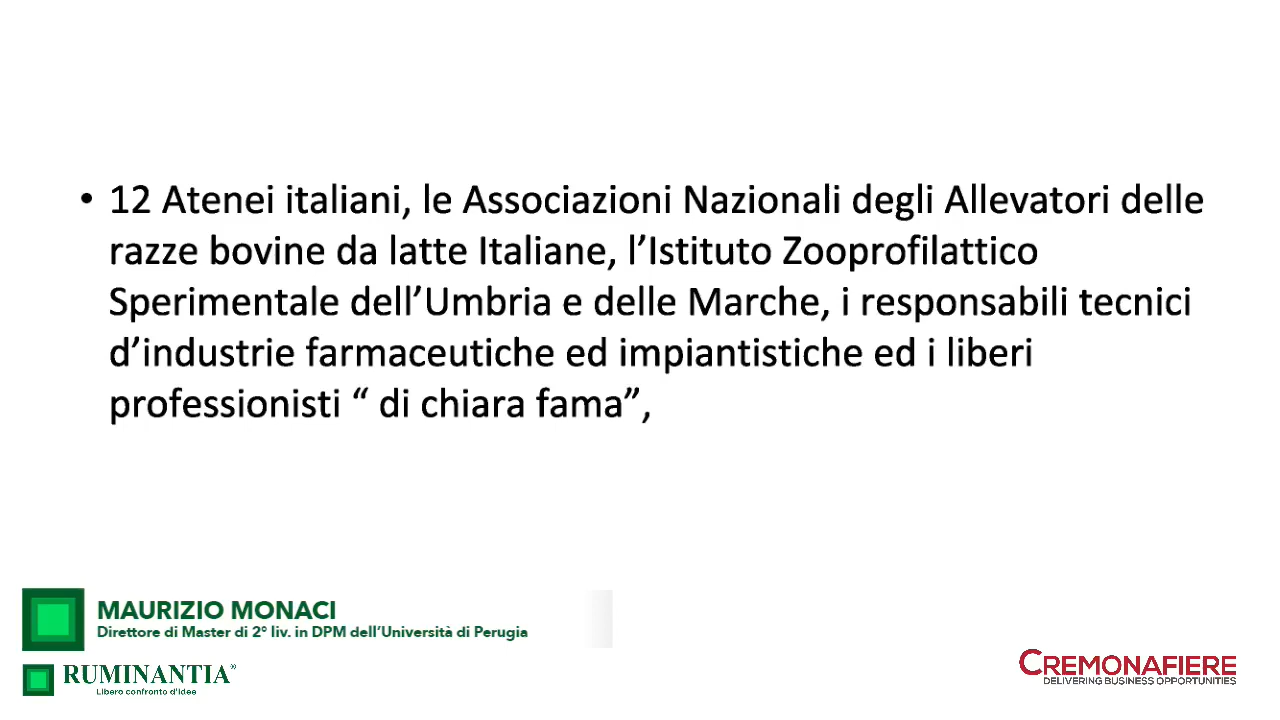 • 12 Atenei italiani, le Associazioni Nazionali degli Allevatori delle
razze bovine da latte Italiane, l’Istituto Zooprofilattico
Sperimentale dell’Umbria e delle Marche, i responsabili tecnici
d’industrie farmaceutiche ed impiantistiche ed i liberi
professionisti “ di chiara fama”,
MAURIZIO MONACI
Direttore di Master di 2° liv. in DPM dell’Università di Perugia
RUMINANTIA®
Libero confronto d’Idee
CREMONAFIERE
DELIVERING BUSINESS OPPORTUNITIES